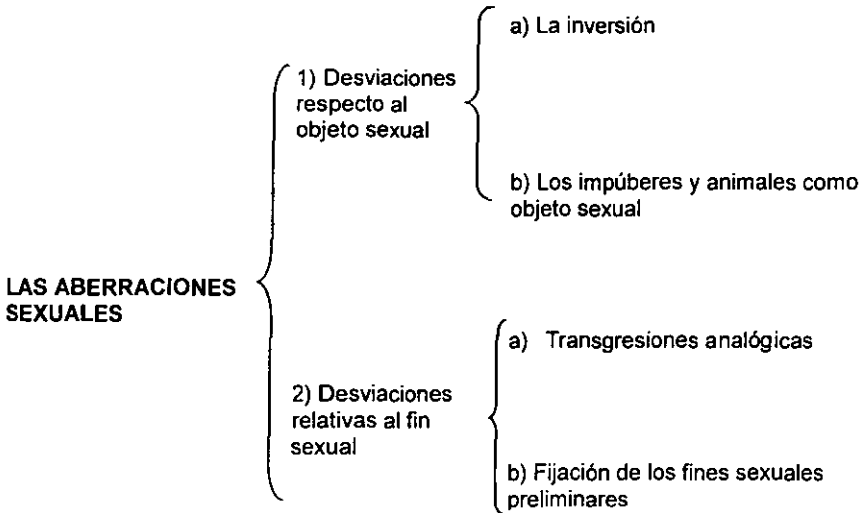 LAS ABERRACIONES
SEXUALES
1) Desviaciones
respecto al
objeto sexual
a) La inversión
b) Los impúberes y animales como
objeto sexual
2) Desviaciones
relativas al fin
sexual
a) Transgresiones analógicas
b) Fijación de los fines sexuales
preliminares